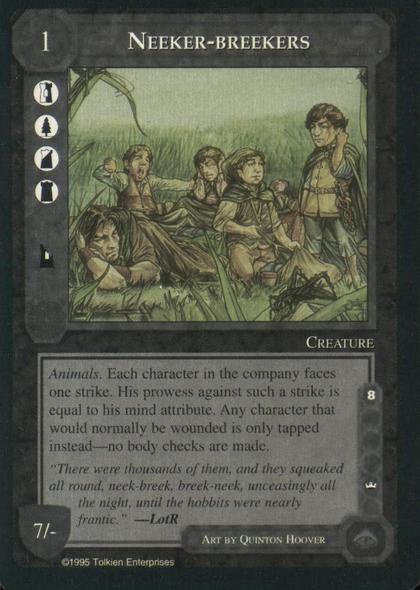 1
NEEKER-BREEKERS
CREATURE
Animals. Each character in the company faces
one strike. His prowess against such a strike is
equal to his mind attribute. Any character that
would normally be wounded is only tapped
instead—no body checks are made.
8
"There were thousands of them, and they squeaked
all round, neek-breek, breek-neek, unceasingly all
the night, until the hobbits were nearly
frantic." —LotR
7/-
ART BY QUINTON HOOVER
©1995 Tolkien Enterprises